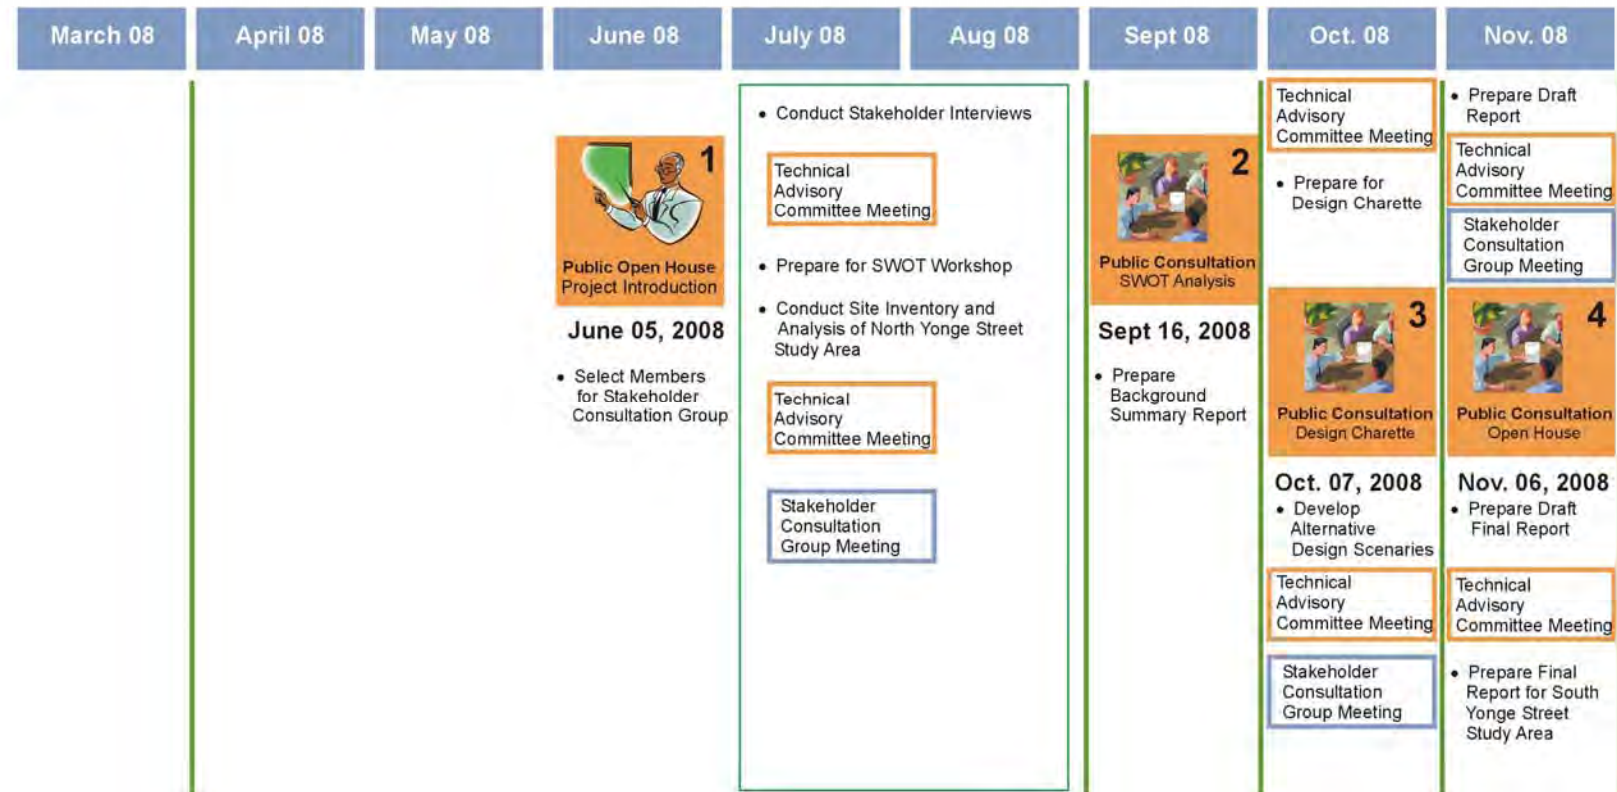 March 08
April 08
May 08
June 08
July 08
Aug 08
Sept 08
Oct. 08
Nov. 08
1
Public Open House
Project Introduction
June 05, 2008
• Select Members
for Stakeholder
Consultation Group
• Conduct Stakeholder Interviews
Technical
Advisory
Committee Meeting
• Prepare for SWOT Workshop
• Conduct Site Inventory and
Analysis of North Yonge Street
Study Area
Technical
Advisory
Committee Meeting
Stakeholder
Consultation
Group Meeting
2
Public Consultation
SWOT Analysis
Sept 16, 2008
• Prepare
Background
Summary Report
Technical
Advisory
Committee Meeting
• Prepare for
Design Charette
3
Public Consultation
Design Charette
Oct. 07, 2008
• Develop
Alternative
Design Scenaries
Technical
Advisory
Committee Meeting
Stakeholder
Consultation
Group Meeting
• Prepare Draft
Report
Technical
Advisory
Committee Meeting
Stakeholder
Consultation
Group Meeting
4
Public Consultation
Open House
Nov. 06, 2008
• Prepare Draft
Final Report
Technical
Advisory
Committee Meeting
• Prepare Final
Report for South
Yonge Street
Study Area